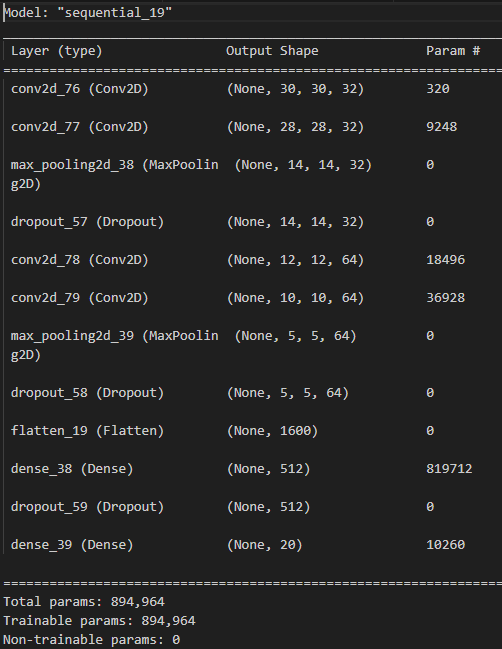 Model: "sequential_19"
_________________________________________________________________
Layer (type) Output Shape Param #
=================================================================
conv2d_76 (Conv2D) (None, 30, 30, 32) 320
conv2d_77 (Conv2D) (None, 28, 28, 32) 9248
max_pooling2d_38 (MaxPoolin (None, 14, 14, 32) 0
g2D)
dropout_57 (Dropout) (None, 14, 14, 32) 0
conv2d_78 (Conv2D) (None, 12, 12, 64) 18496
conv2d_79 (Conv2D) (None, 10, 10, 64) 36928
max_pooling2d_39 (MaxPoolin (None, 5, 5, 64) 0
g2D)
dropout_58 (Dropout) (None, 5, 5, 64) 0
flatten_19 (Flatten) (None, 1600) 0
dense_38 (Dense) (None, 512) 819712
dropout_59 (Dropout) (None, 512) 0
dense_39 (Dense) (None, 20) 10260
=================================================================
Total params: 894,964
Trainable params: 894,964
Non-trainable params: 0